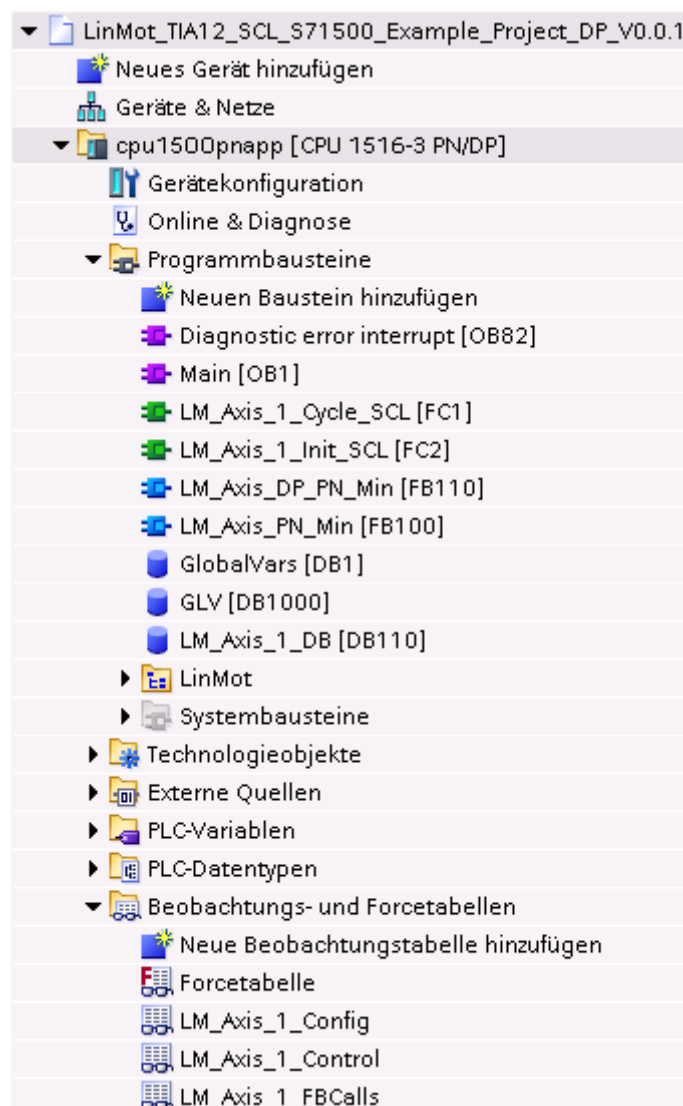 LinMot_TIA12_SCL_S71500_Example_Project_DP_V0.0.1
Neues Gerät hinzufügen
Geräte & Netze
cpu1500pnapp [CPU 1516-3 PN/DP]
Gerätekonfiguration
Online & Diagnose
Programmbausteine
Neuen Baustein hinzufügen
Diagnostic error interrupt [OB82]
Main [OB1]
LM_Axis_1_Cycle_SCL [FC1]
LM_Axis_1_Init_SCL [FC2]
LM_Axis_DP_PN_Min [FB110]
LM_Axis_PN_Min [FB100]
GlobalVars [DB1]
GLV [DB1000]
LM_Axis_1_DB [DB110]
LinMot
Systembausteine
Technologieobjekte
Externe Quellen
PLC-Variablen
PLC-Datentypen
Beobachtungs- und Forcetabellen
Neue Beobachtungstabelle hinzufügen
Forcetabelle
LM_Axis_1_Config
LM_Axis_1_Control
LM_Axis_1_FBCalls